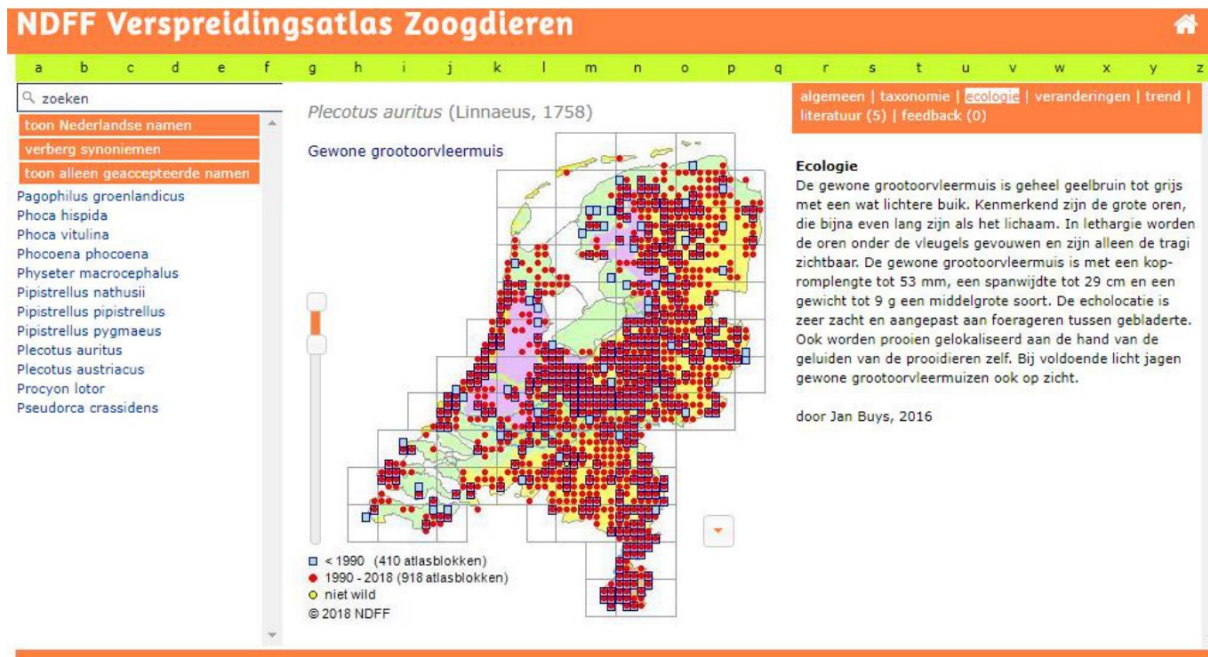 NDFF Verspreidingsatlas Zoogdieren
a b c d e f g h i j k l m n o p q r s t u v w x y z
zoeken
toon Nederlandse namen
verberg synoniemen
toon alleen geaccepteerde namen
Pagophilus groenlandicus
Phoca hispida
Phoca vitulina
Phocoena phocoena
Physeter macrocephalus
Pipistrellus nathusii
Pipistrellus pipistrellus
Pipistrellus pygmaeus
Plecotus auritus
Plecotus austriacus
Procyon lotor
Pseudorca crassidens
Plecotus auritus (Linnaeus, 1758)
Gewone grootoorvleermuis
< 1990 (410 atlasblokken)
1990 - 2018 (918 atlasblokken)
niet wild
© 2018 NDFF
algemeen | taxonomie | ecologie | veranderingen | trend |
literatuur (5) | feedback (0)
Ecologie
De gewone grootoorvleermuis is geheel geelbruin tot grijs
met een wat lichtere buik. Kenmerkend zijn de grote oren,
die bijna even lang zijn als het lichaam. In lethargie worden
de oren onder de vleugels gevouwen en zijn alleen de tragi
zichtbaar. De gewone grootoorvleermuis is met een kop-
romplengte tot 53 mm, een spanwijdte tot 29 cm en een
gewicht tot 9 g een middelgrote soort. De echolocatie is
zeer zacht en aangepast aan foerageren tussen gebladerte.
Ook worden prooien gelokaliseerd aan de hand van de
geluiden van de prooidieren zelf. Bij voldoende licht jagen
gewone grootoorvleermuizen ook op zicht.
door Jan Buys, 2016